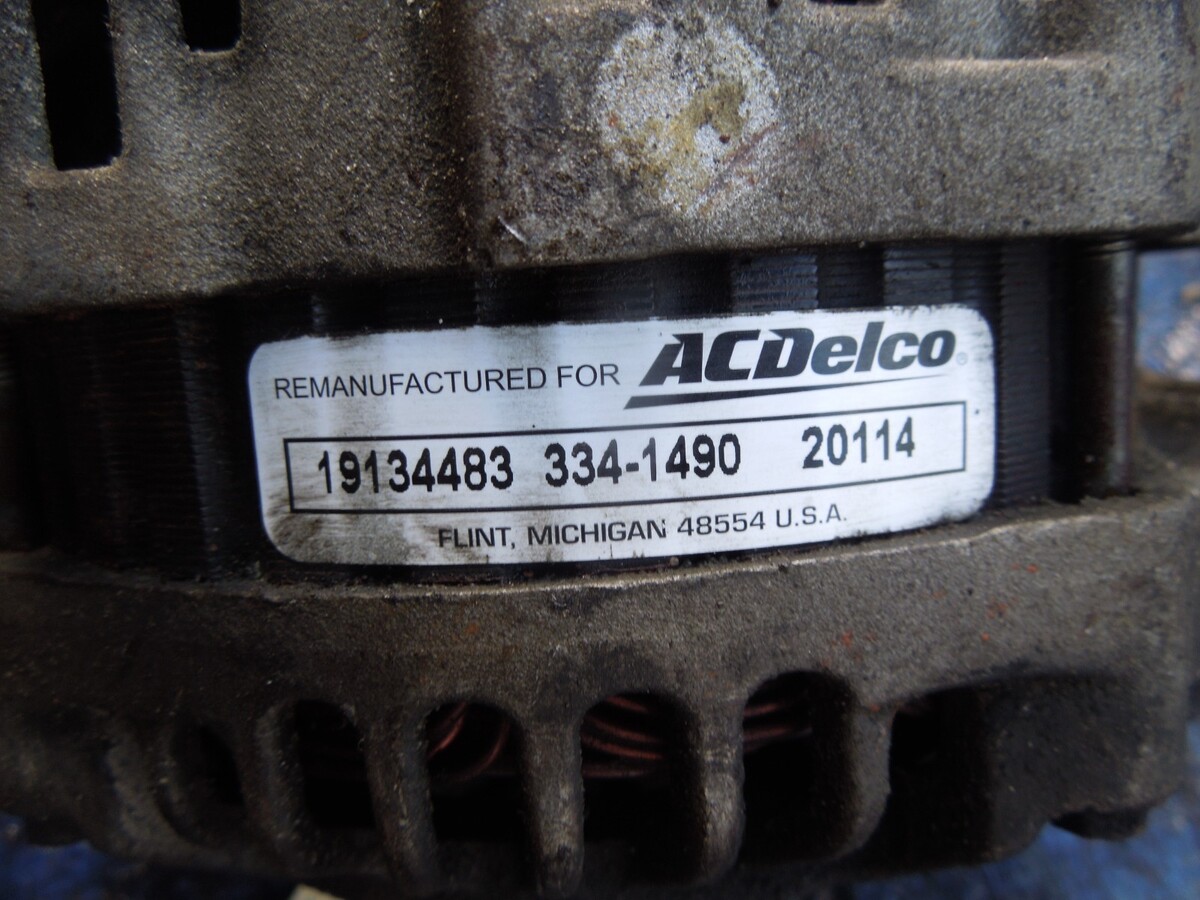 REMANUFACTURED FOR ACDelco®
19134483 334-1490 20114
FLINT, MICHIGAN 48554 U.S.A.